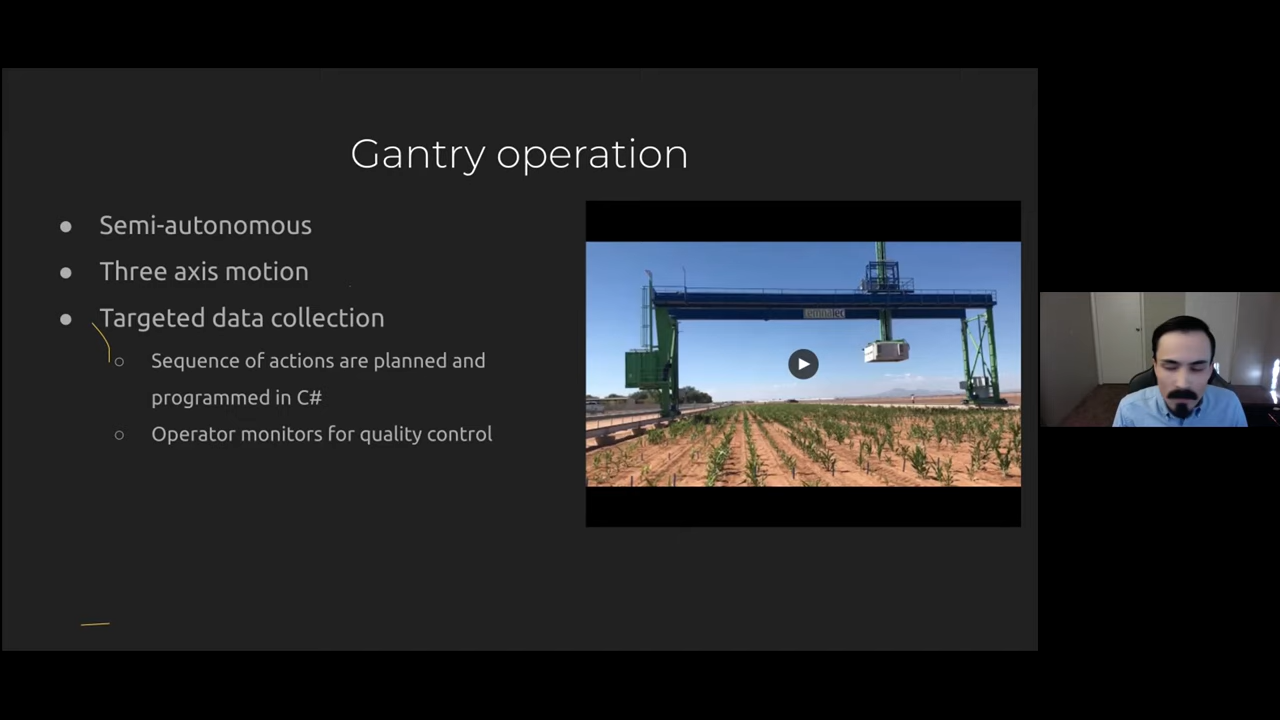 Gantry operation
● Semi-autonomous
● Three axis motion
● Targeted data collection
○ Sequence of actions are planned and
programmed in C#
○ Operator monitors for quality control